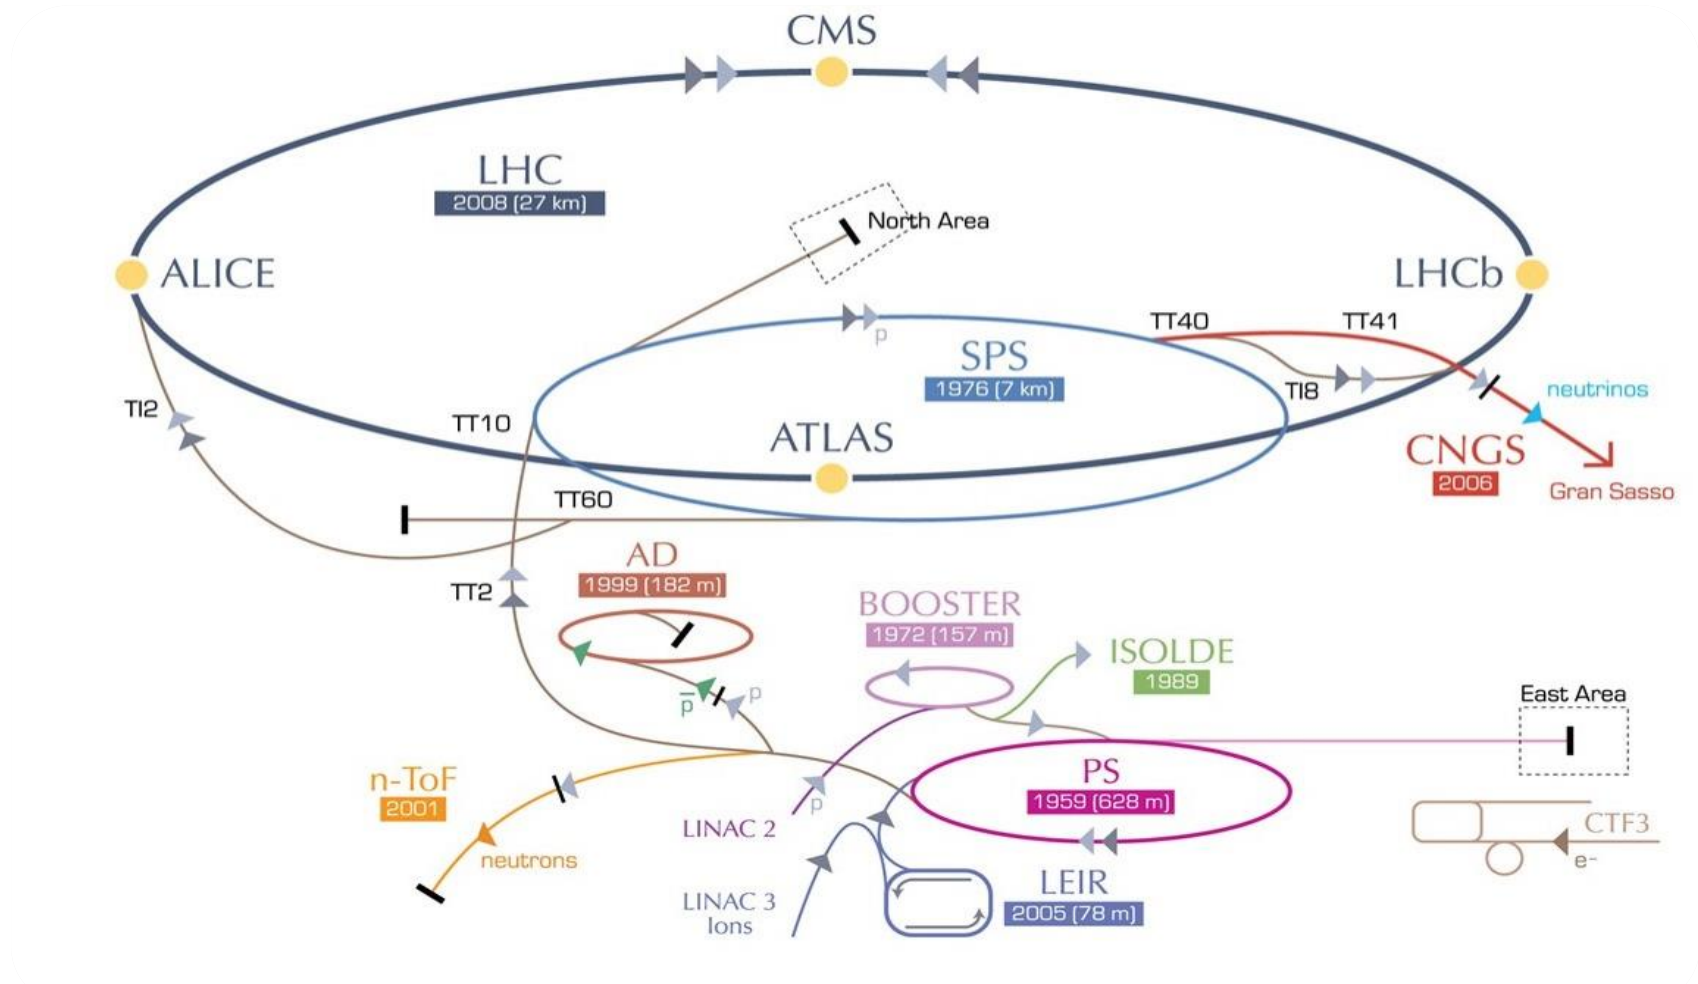 CMS
LHC
2008 (27 km)
North Area
ALICE
LHCb
TT40
TT41
p
SPS
1976 (7 km)
TI8
neutrinos
TI2
TT10
ATLAS
CNGS
2006
Gran Sasso
TT60
AD
1999 (182 m)
TT2
BOOSTER
1972 (157 m)
ISOLDE
1989
East Area
p̅
p
n-ToF
2001
PS
1959 (628 m)
p
LINAC 2
neutrons
CTF3
e-
LEIR
2005 (78 m)
LINAC 3
Ions